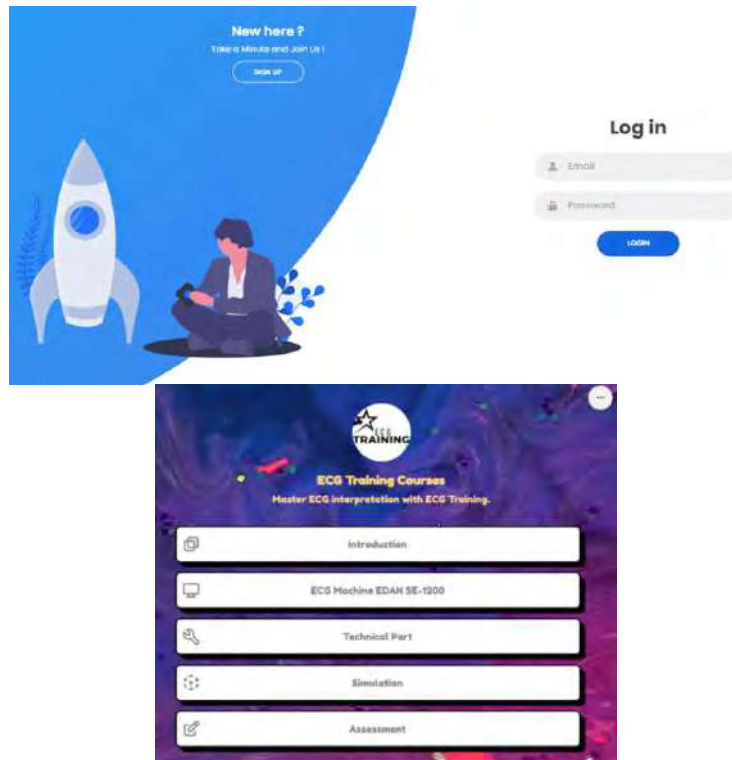 New here ?
Take a Minute and Join Us !
SIGN UP
Log in
Email
Password
LOGIN
ECG
TRAINING
ECG Training Courses
Master ECG interpretation with ECG Training.
Introduction
ECG Machine EDAN SE-1200
Technical Part
Simulation
Assessment